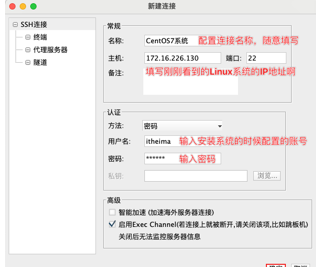 新建连接
SSH连接
终端
代理服务器
隧道
常规
名称: CentOS7系统 配置连接名称，随意填写
主机: 172.16.226.130 端口: 22
备注: 填写刚刚看到的Linux系统的IP地址啊
认证
方法: 密码
用户名: itheima 输入安装系统的时候配置的账号
密码: ****** 输入密码
私钥: 浏览...
高级
智能加速 (加速海外服务器连接)
启用Exec Channel(若连接上就被断开,请关闭该项,比如跳板机)
关闭后无法监控服务器信息